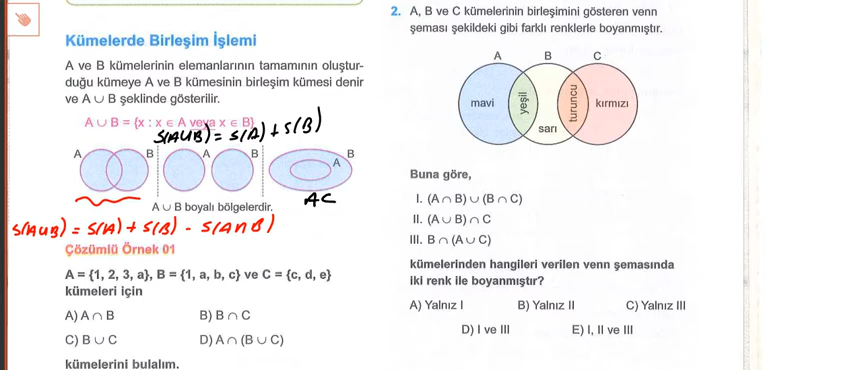 Kümelerde Birleşim İşlemi
A ve B kümelerinin elemanlarının tamamının oluştur-
duğu kümeye A ve B kümesinin birleşim kümesi denir
ve A ∪ B şeklinde gösterilir.
A ∪ B = {x : x ∈ A veya x ∈ B}
S(A∪B) = S(A) + S(B)
A B A B A B
A ∪ B boyalı bölgelerdir.
AC
S(A∪B) = S(A) + S(B) - S(A∩B)
Çözümlü Örnek 01
A = {1, 2, 3, a}, B = {1, a, b, c} ve C = {c, d, e}
kümeleri için
A) A ∩ B B) B ∩ C
C) B ∪ C D) A ∩ (B ∪ C)
kümelerini bulalım.
2. A, B ve C kümelerinin birleşimini gösteren venn
şeması şekildeki gibi farklı renklerle boyanmıştır.
A B C
mavi yeşil sarı turuncu kırmızı
Buna göre,
I. (A ∩ B) ∪ (B ∩ C)
II. (A ∪ B) ∩ C
III. B ∩ (A ∪ C)
kümelerinden hangileri verilen venn şemasında
iki renk ile boyanmıştır?
A) Yalnız I B) Yalnız II C) Yalnız III
D) I ve III E) I, II ve III